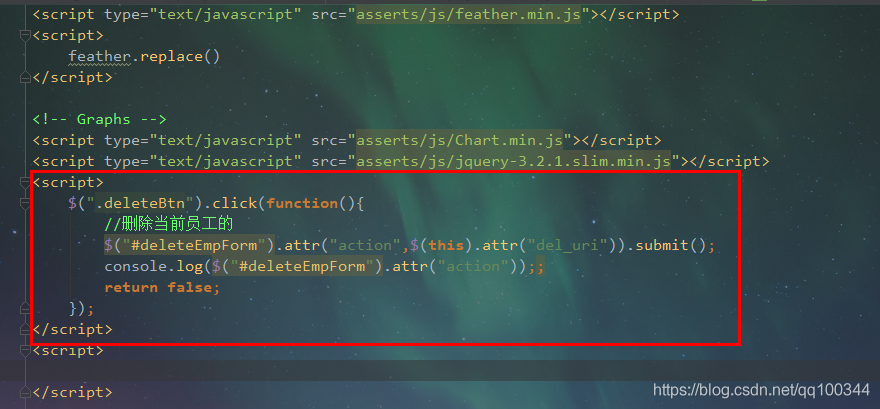 <script type="text/javascript" src="asserts/js/feather.min.js"></script>
<script>
feather.replace()
</script>
<!-- Graphs -->
<script type="text/javascript" src="asserts/js/Chart.min.js"></script>
<script type="text/javascript" src="asserts/js/jquery-3.2.1.slim.min.js"></script>
<script>
$(".deleteBtn").click(function(){
//删除当前员工的
$("#deleteEmpForm").attr("action",$(this).attr("del_uri")).submit();
console.log($("#deleteEmpForm").attr("action"));;
return false;
});
</script>
<script>
</script>
https://blog.csdn.net/qq100344